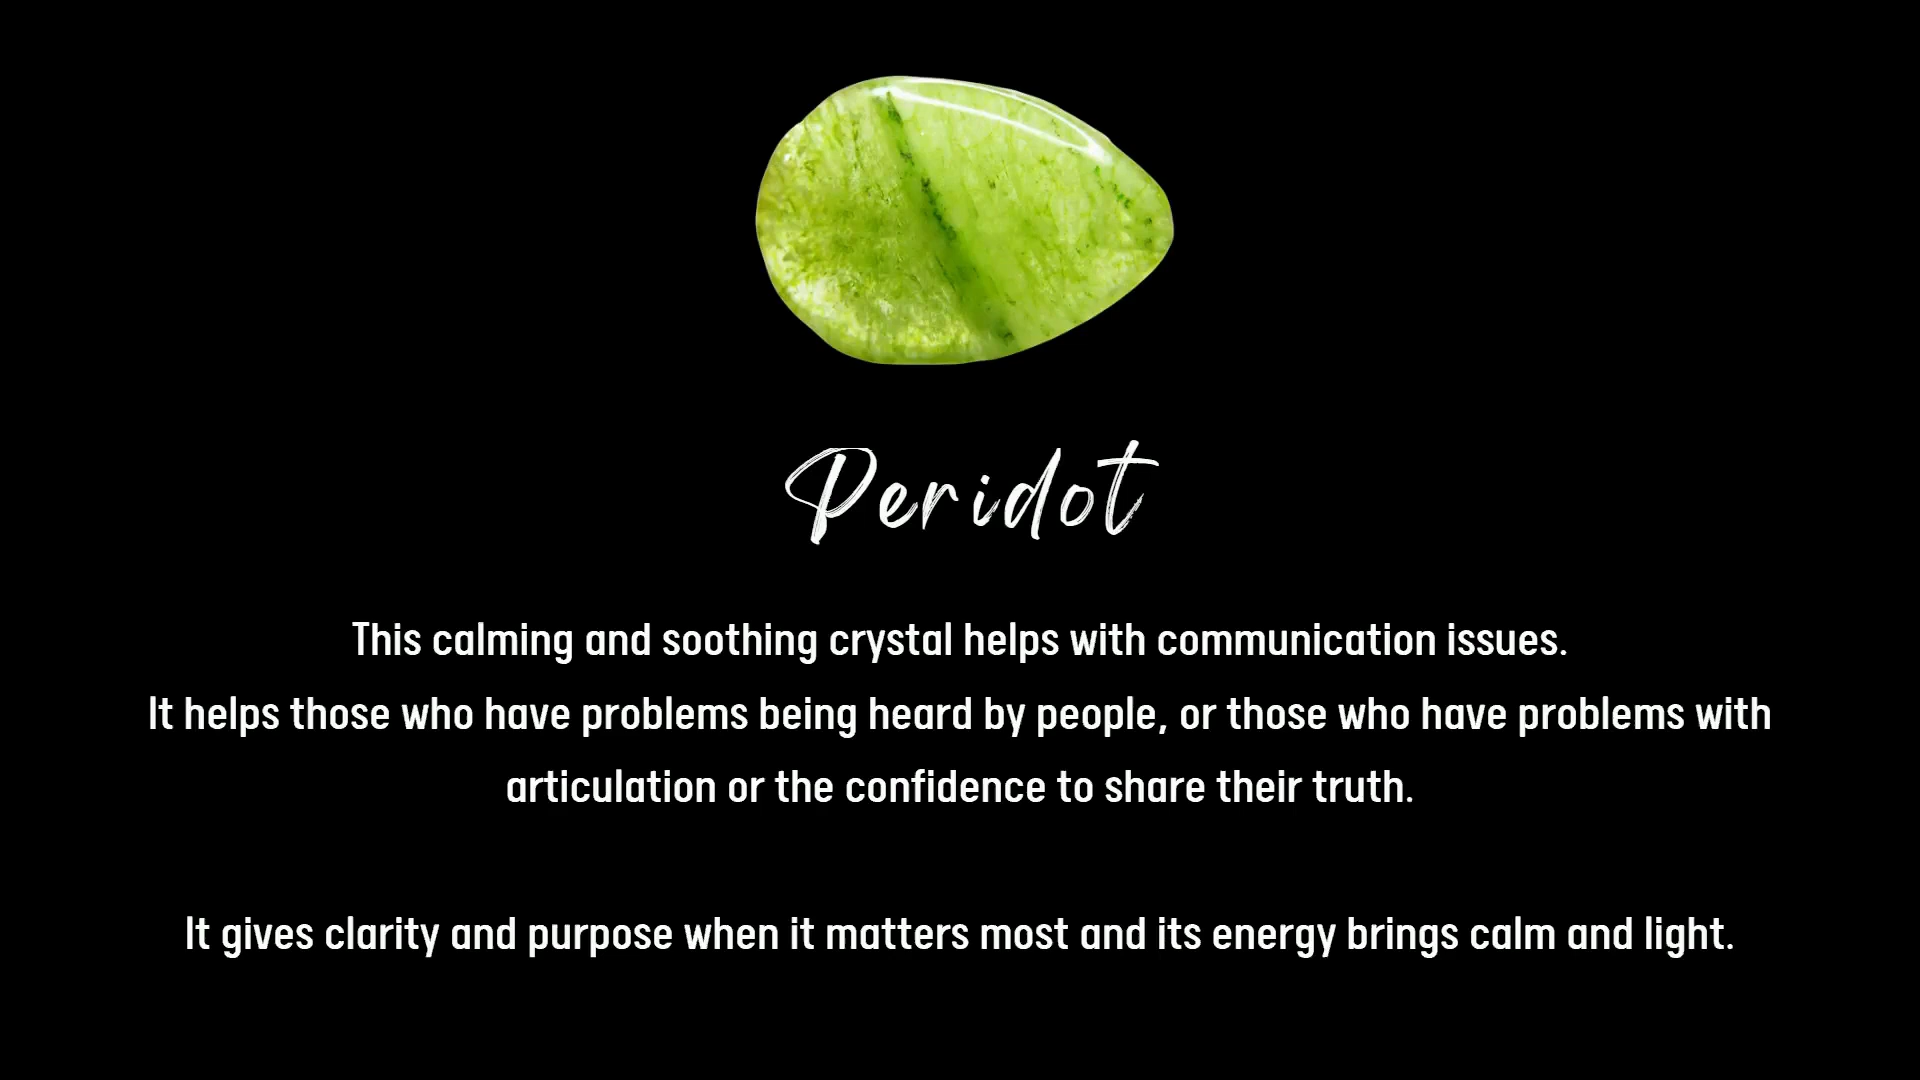 Peridot
This calming and soothing crystal helps with communication issues.
It helps those who have problems being heard by people, or those who have problems with
articulation or the confidence to share their truth.
It gives clarity and purpose when it matters most and its energy brings calm and light.